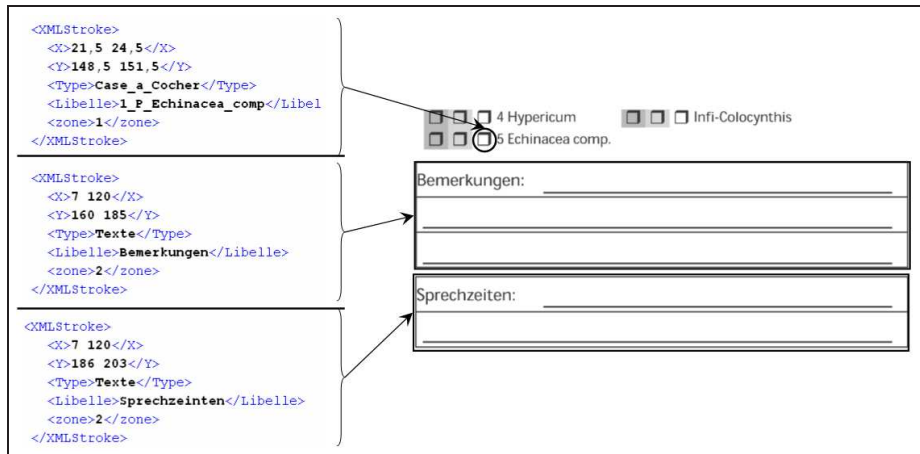 <XMLStroke>
<X>21,5 24,5</X>
<Y>148,5 151,5</Y>
<Type>Case_a_Cocher</Type>
<Libelle>1_P_Echinacea_comp</Libel
<zone>1</zone>
</XMLStroke>
<XMLStroke>
<X>7 120</X>
<Y>160 185</Y>
<Type>Texte</Type>
<Libelle>Bemerkungen</Libelle>
<zone>2</zone>
</XMLStroke>
<XMLStroke>
<X>7 120</X>
<Y>186 203</Y>
<Type>Texte</Type>
<Libelle>Sprechzeinten</Libelle>
<zone>2</zone>
</XMLStroke>
4 Hypericum Infi-Colocynthis
5 Echinacea comp.
Bemerkungen:
Sprechzeiten: